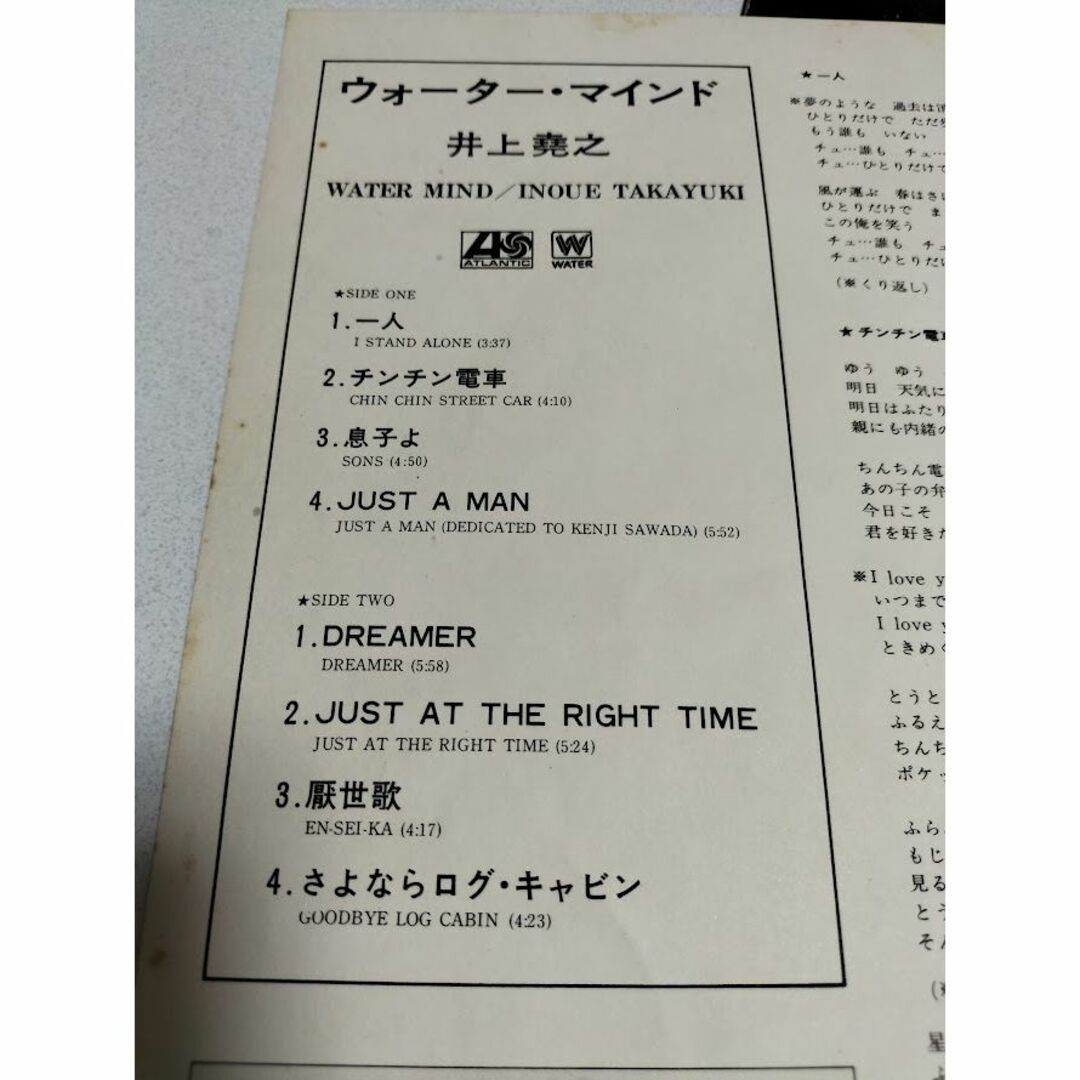 ウォーター・マインド
井上堯之
WATER MIND/INOUE TAKAYUKI
ATLANTIC
W
WATER
★SIDE ONE
1.一人
I STAND ALONE (3:37)
2.チンチン電車
CHIN CHIN STREET CAR (4:10)
3.息子よ
SONS (4:50)
4.JUST A MAN
JUST A MAN (DEDICATED TO KENJI SAWADA) (5:52)
★SIDE TWO
1.DREAMER
DREAMER (5:58)
2.JUST AT THE RIGHT TIME
JUST AT THE RIGHT TIME (5:24)
3.厭世歌
EN-SEI-KA (4:17)
4.さよならログ・キャビン
GOODBYE LOG CABIN (4:23)
★一人
※夢のような 過去は
ひとりだけで ただ
もう誰も いない
チュ…誰も チュ…
チュ…ひとりだけで
風が運ぶ 春はさ
ひとりだけで ま
この俺を笑う
チュ…誰も チュ
チュ…ひとりだけ
(※くり返し)
★チンチン電車
ゆう ゆう
明日 天気に
明日はふたり
親にも内緒の
ちんちん電
あの子の弁
今日こそ
君を好きだ
※I love y
いつまで
I love y
ときめく
とうと
ふるえ
ちんち
ポケッ
ふら
もじ
見る
とう
そん
(※
星